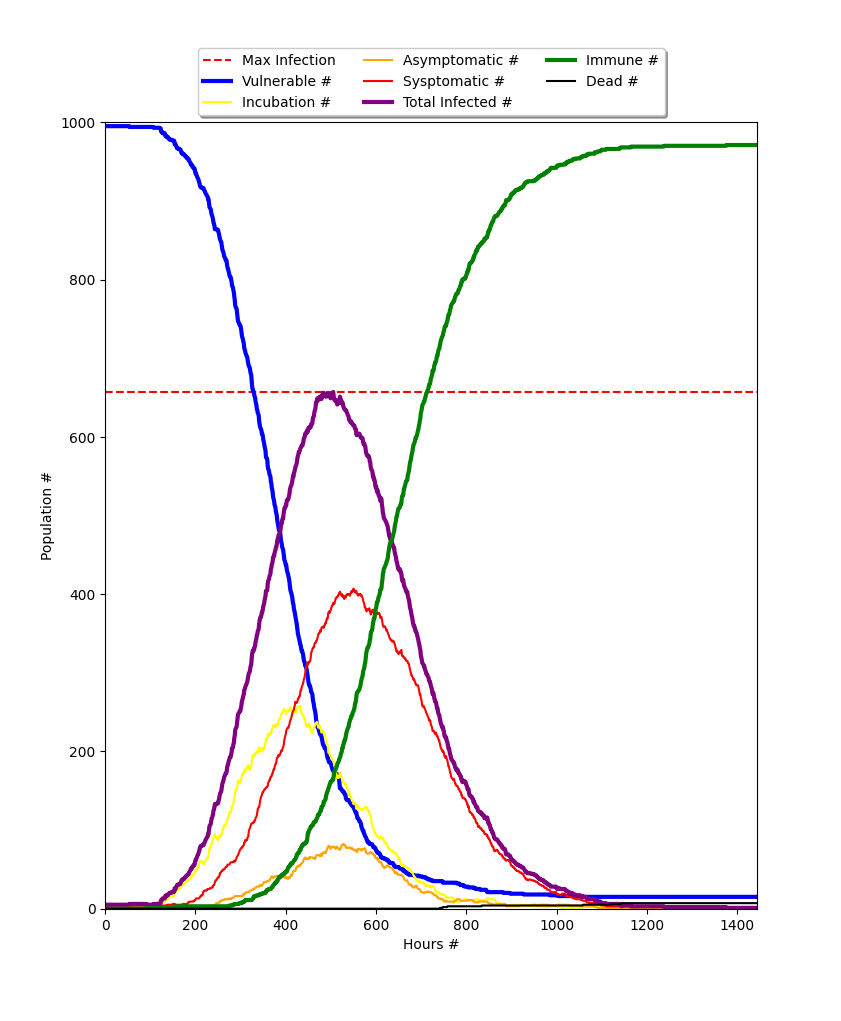 Max Infection
Vulnerable #
Incubation #
Asymptomatic #
Sysptomatic #
Total Infected #
Immune #
Dead #
1000
800
600
400
200
0
Population #
0 200 400 600 800 1000 1200 1400
Hours #